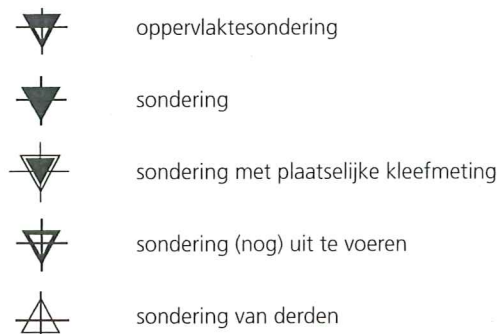 oppervlaktesondering
sondering
sondering met plaatselijke kleefmeting
sondering (nog) uit te voeren
sondering van derden